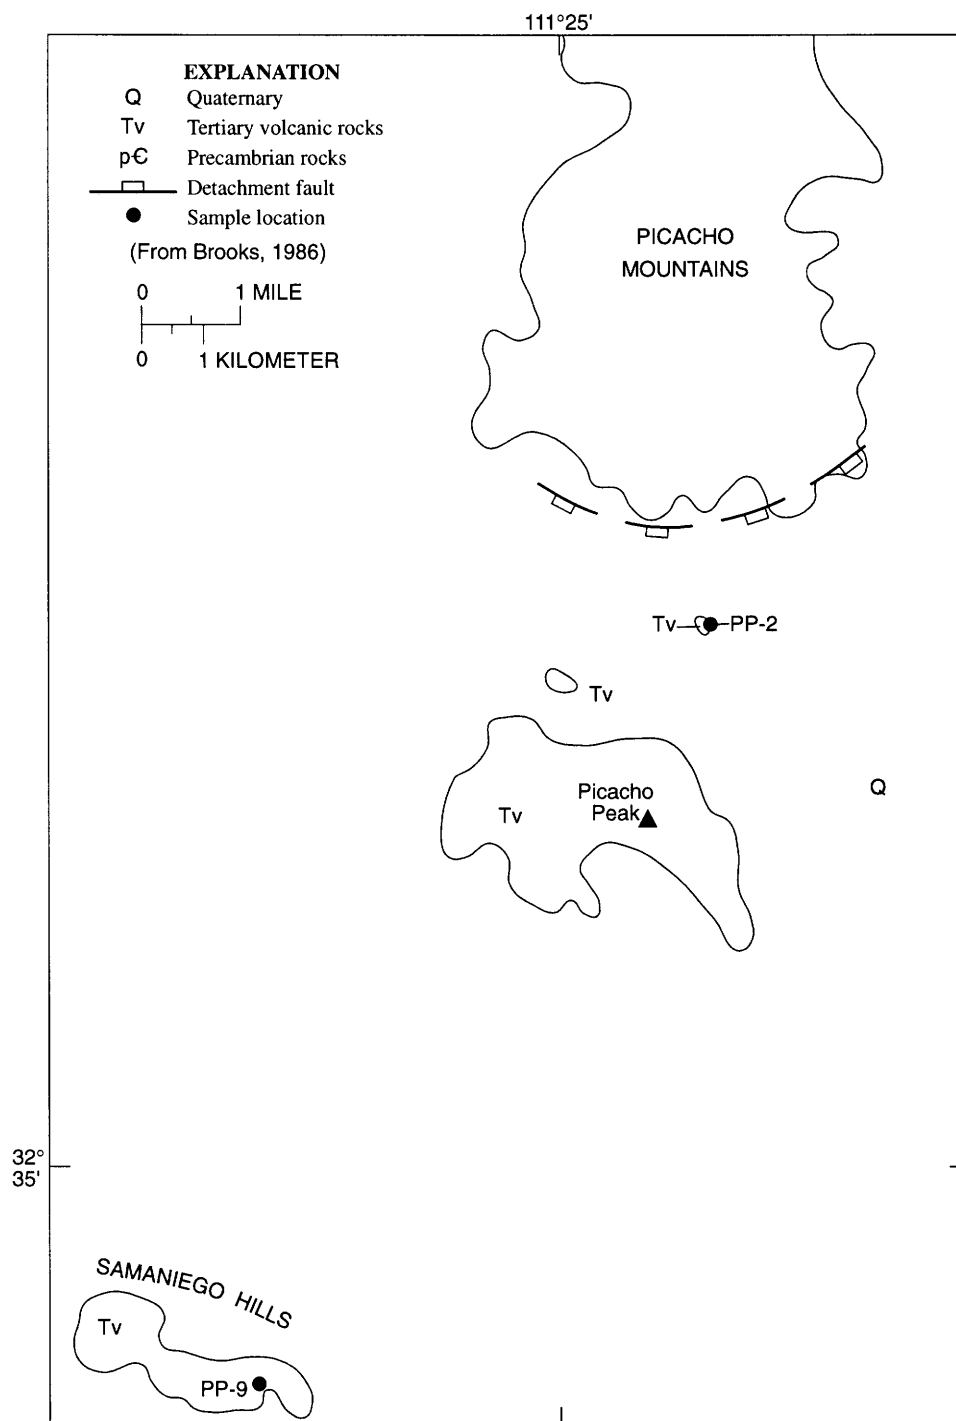 111°25'
EXPLANATION
Q Quaternary
Tv Tertiary volcanic rocks
p-Є Precambrian rocks
Detachment fault
Sample location
(From Brooks, 1986)
0 1 MILE
0 1 KILOMETER
PICACHO
MOUNTAINS
Tv PP-2
Tv
Q
Picacho
Peak
Tv
32°
35'
SAMANIEGO HILLS
Tv
PP-9